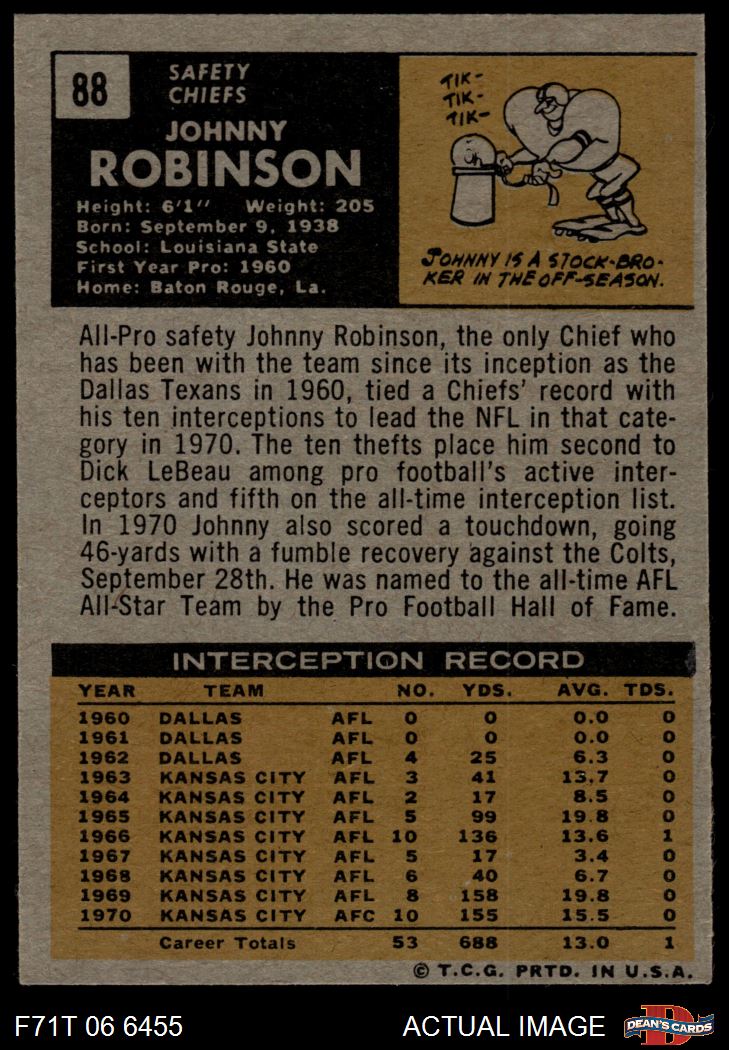 88
SAFETY
CHIEFS
JOHNNY
ROBINSON
Height: 6'1" Weight: 205
Born: September 9, 1938
School: Louisiana State
First Year Pro: 1960
Home: Baton Rouge, La.
TIK-
TIK-
TIK-
JOHNNY IS A STOCK-BRO-
KER IN THE OFF-SEASON.
All-Pro safety Johnny Robinson, the only Chief who
has been with the team since its inception as the
Dallas Texans in 1960, tied a Chiefs' record with
his ten interceptions to lead the NFL in that cate-
gory in 1970. The ten thefts place him second to
Dick LeBeau among pro football's active inter-
ceptors and fifth on the all-time interception list.
In 1970 Johnny also scored a touchdown, going
46-yards with a fumble recovery against the Colts,
September 28th. He was named to the all-time AFL
All-Star Team by the Pro Football Hall of Fame.
INTERCEPTION RECORD
YEAR TEAM NO. YDS. AVG. TDS.
1960 DALLAS AFL 0 0 0.0 0
1961 DALLAS AFL 0 0 0.0 0
1962 DALLAS AFL 4 25 6.3 0
1963 KANSAS CITY AFL 3 41 13.7 0
1964 KANSAS CITY AFL 2 17 8.5 0
1965 KANSAS CITY AFL 5 99 19.8 0
1966 KANSAS CITY AFL 10 136 13.6 1
1967 KANSAS CITY AFL 5 17 3.4 0
1968 KANSAS CITY AFL 6 40 6.7 0
1969 KANSAS CITY AFL 8 158 19.8 0
1970 KANSAS CITY AFC 10 155 15.5 0
Career Totals 53 688 13.0 1
© T.C.G. PRTD. IN U.S.A.
F71T 06 6455 ACTUAL IMAGE
D
DEAN'S CARDS